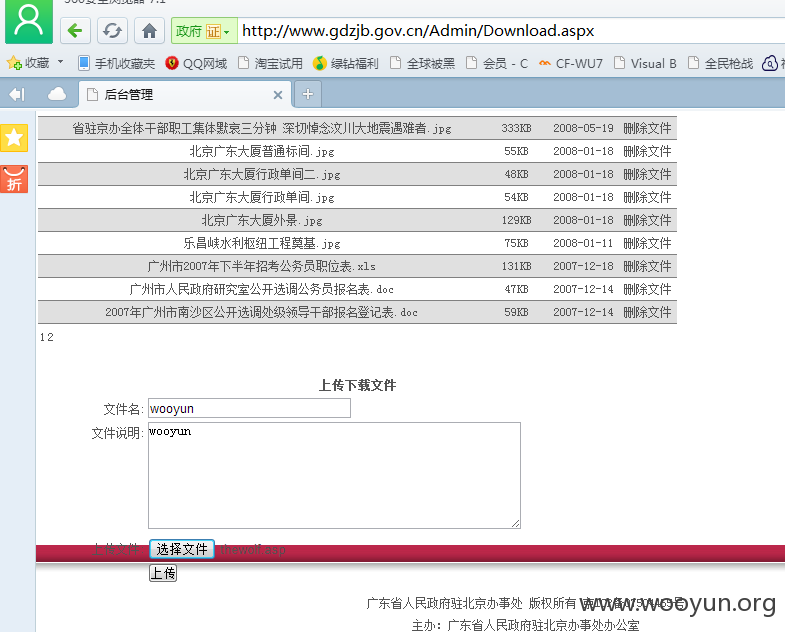 360安全浏览器 7.1
政府 证 http://www.gdzjb.gov.cn/Admin/Download.aspx
收藏 手机收藏夹 QQ网域 淘宝试用 绿钻福利 全球被黑 会员 - C CF-WU7 Visual B 全民枪战
后台管理
省驻京办全体干部职工集体默哀三分钟 深切悼念汶川大地震遇难者.jpg 333KB 2008-05-19 删除文件
北京广东大厦普通标间.jpg 55KB 2008-01-18 删除文件
折
北京广东大厦行政单间二.jpg 48KB 2008-01-18 删除文件
北京广东大厦行政单间.jpg 54KB 2008-01-18 删除文件
北京广东大厦外景.jpg 129KB 2008-01-18 删除文件
乐昌峡水利枢纽工程奠基.jpg 75KB 2008-01-11 删除文件
广州市2007年下半年招考公务员职位表.xls 131KB 2007-12-18 删除文件
广州市人民政府研究室公开选调公务员报名表.doc 47KB 2007-12-14 删除文件
2007年广州市南沙区公开选调处级领导干部报名登记表.doc 59KB 2007-12-14 删除文件
1 2
上传下载文件
文件名: wooyun
文件说明: wooyun
上传文件: 选择文件
上传
广东省人民政府驻北京办事处 版权所有
www.wooyun.org
主办：广东省人民政府驻北京办事处办公室